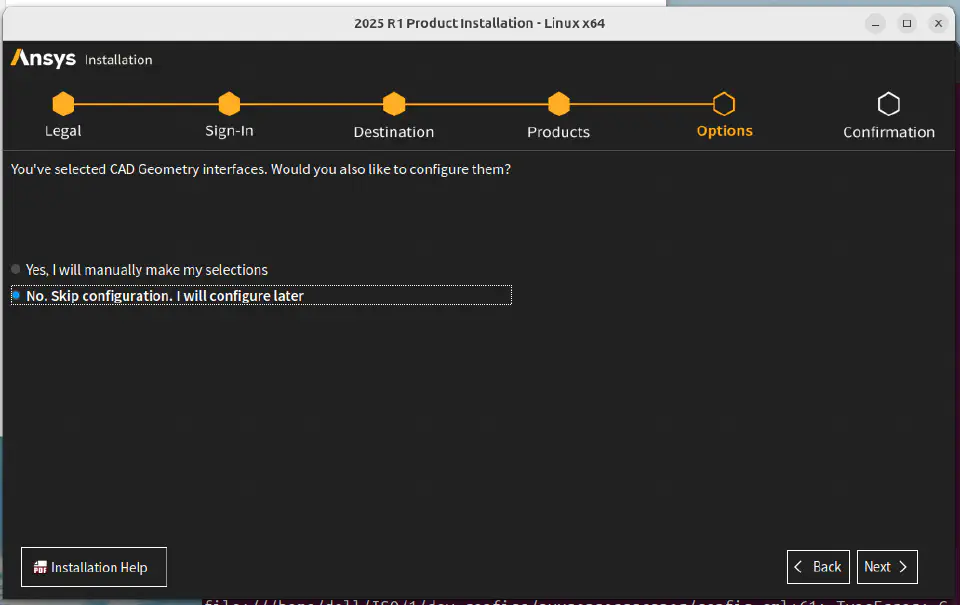 2025 R1 Product Installation - Linux x64
Ansys Installation
Legal Sign-In Destination Products Options Confirmation
You've selected CAD Geometry interfaces. Would you also like to configure them?
Yes, I will manually make my selections
No. Skip configuration. I will configure later
Installation Help Back Next